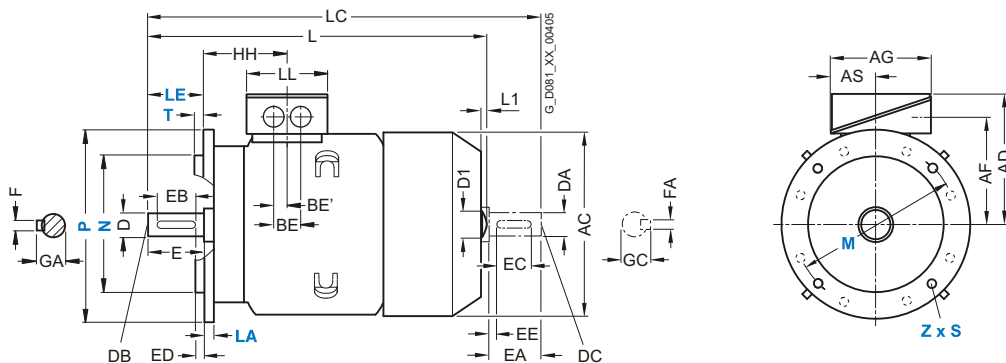 LC
L
G_D081_XX_00405
HH
LL
LE
T
L1
AG
AS
AD
AF
F
GA
P
N
D
EB
E
BE'
BE
D1
DA
AC
FA
GC
EC
M
LA
EE
Z x S
DB
ED
EA
DC